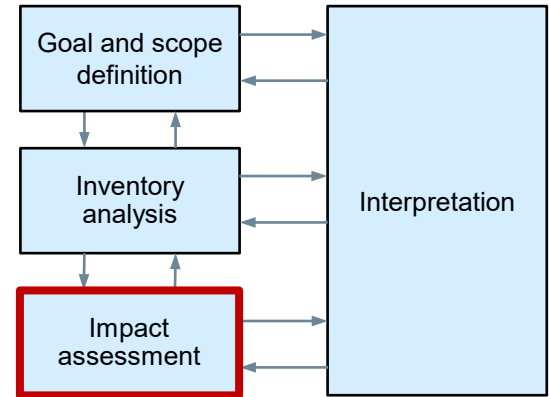 Goal and scope
definition
Inventory
analysis
Interpretation
Impact
assessment